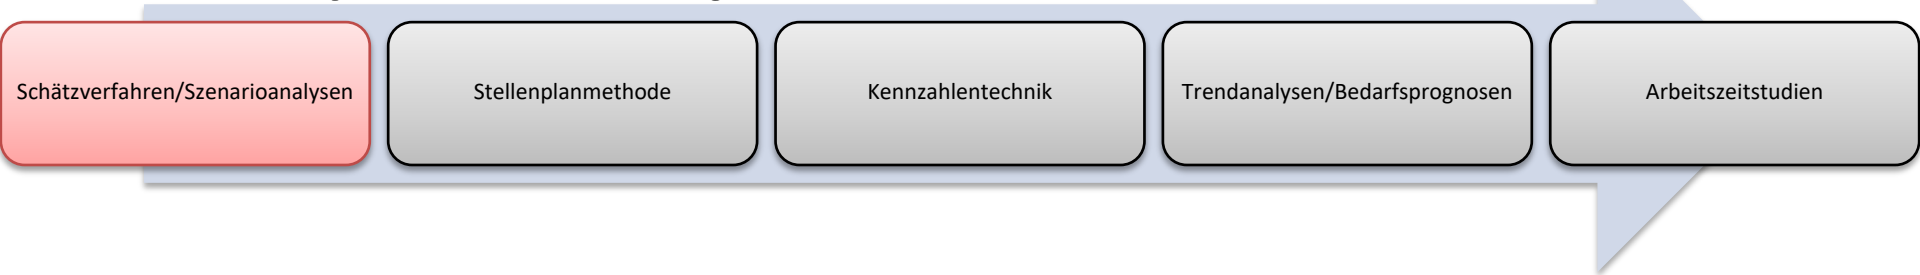 Schätzverfahren/Szenarioanalysen
Stellenplanmethode
Kennzahlentechnik
Trendanalysen/Bedarfsprognosen
Arbeitszeitstudien